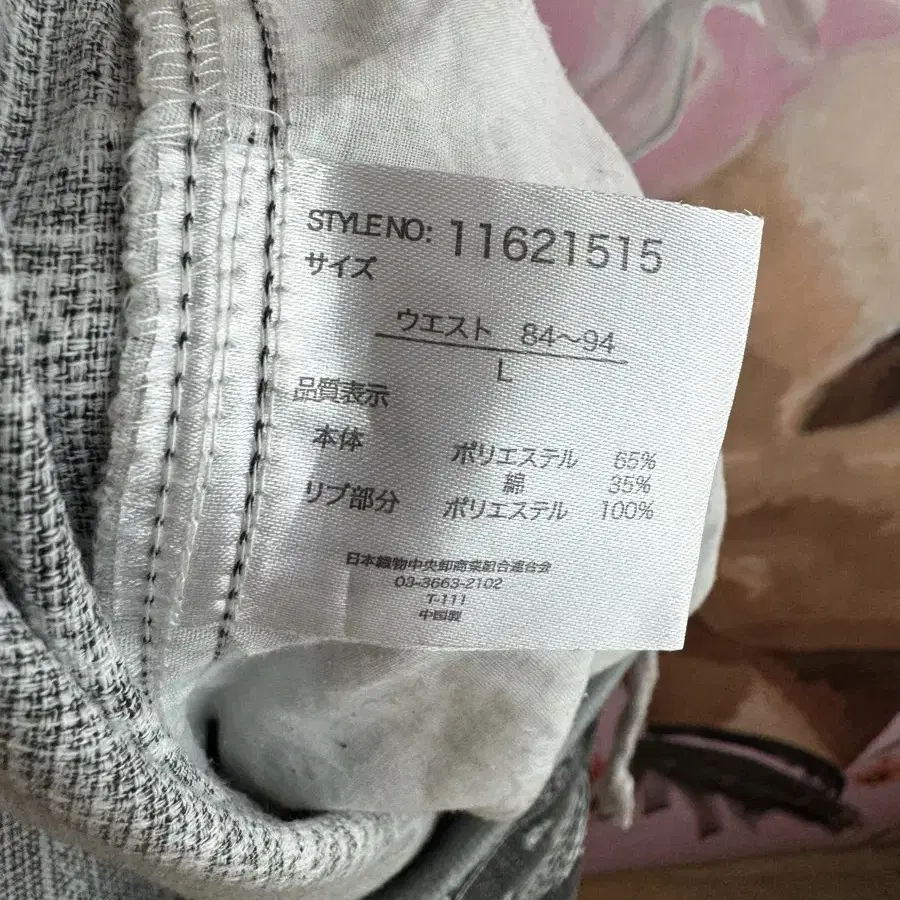 STYLE NO: 11621515
サイズ
ウエスト 84〜94
L
品質表示
本体 ポリエステル 65%
綿 35%
リブ部分 ポリエステル 100%
日本織物中央卸商業組合連合会
03-3663-2102
T-111
中国製